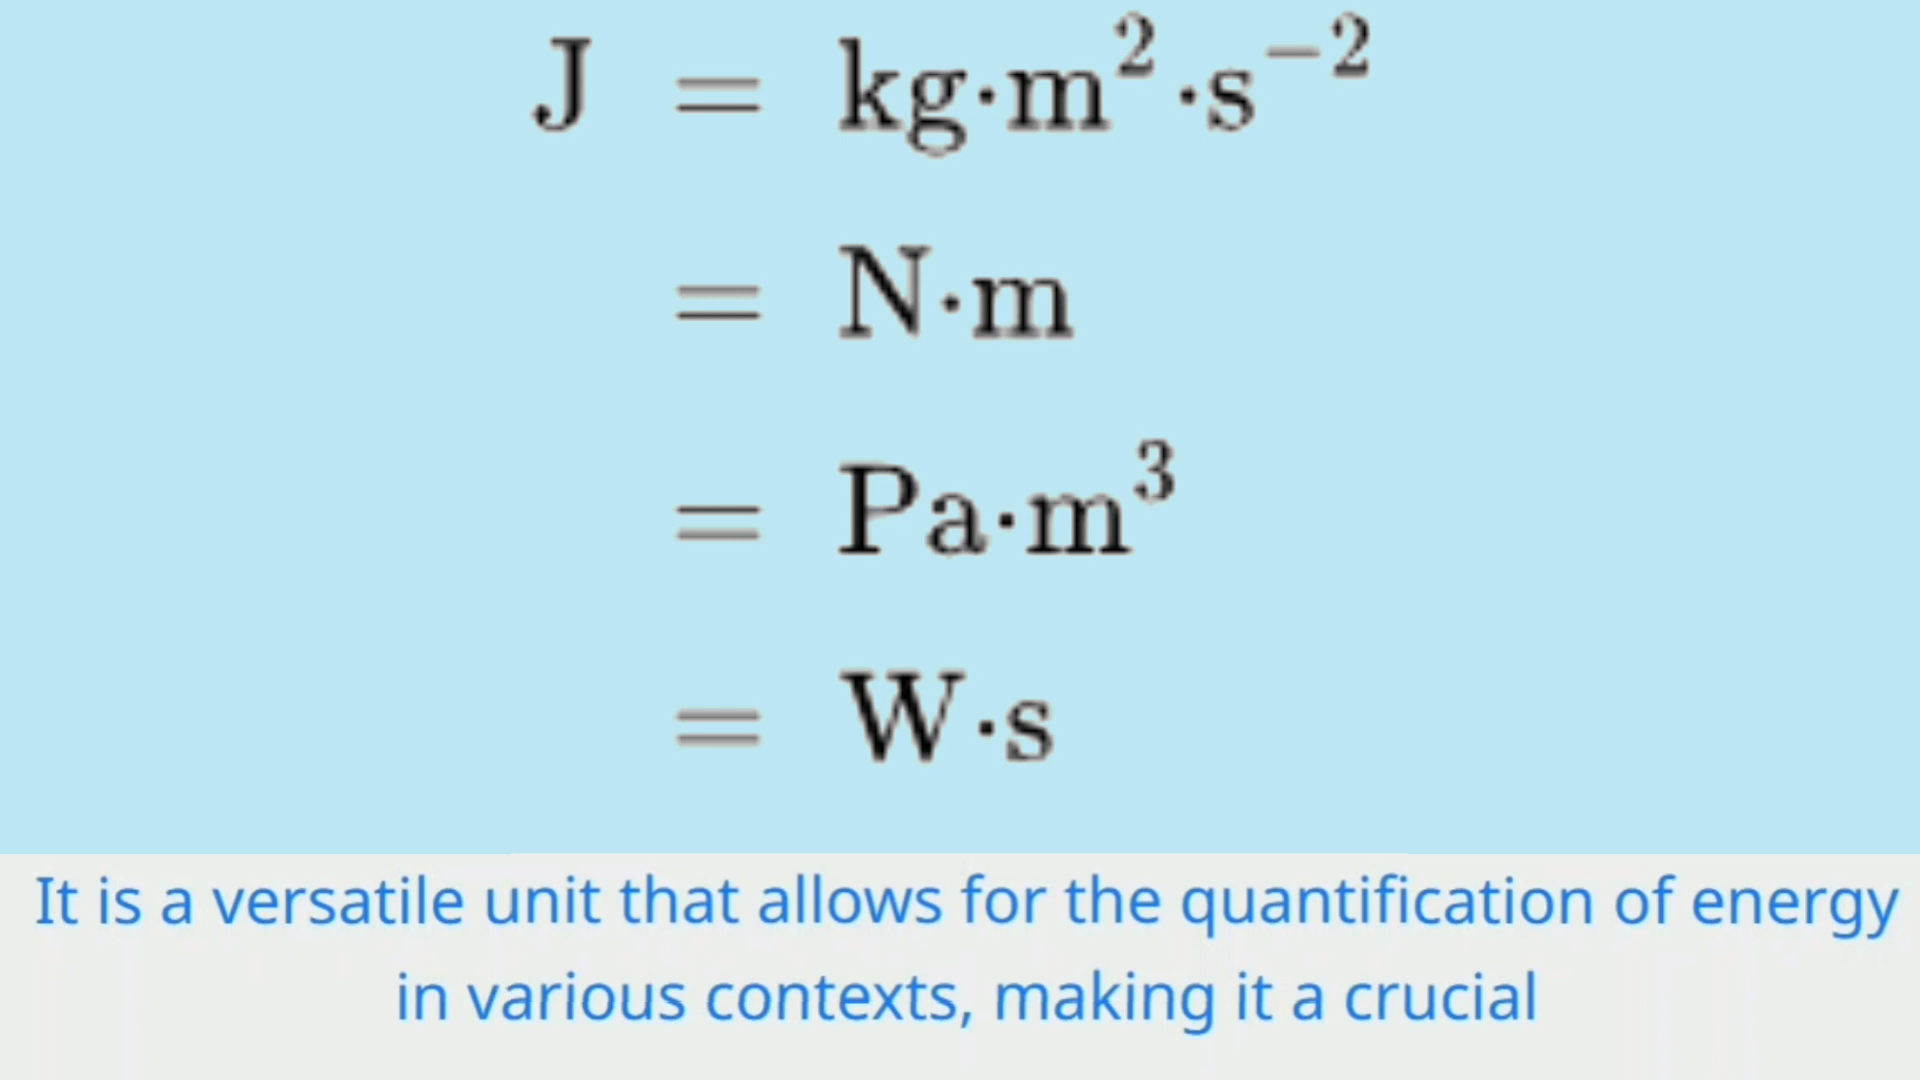 J = kg·m²·s⁻²
= N·m
= Pa·m³
= W·s
It is a versatile unit that allows for the quantification of energy
in various contexts, making it a crucial